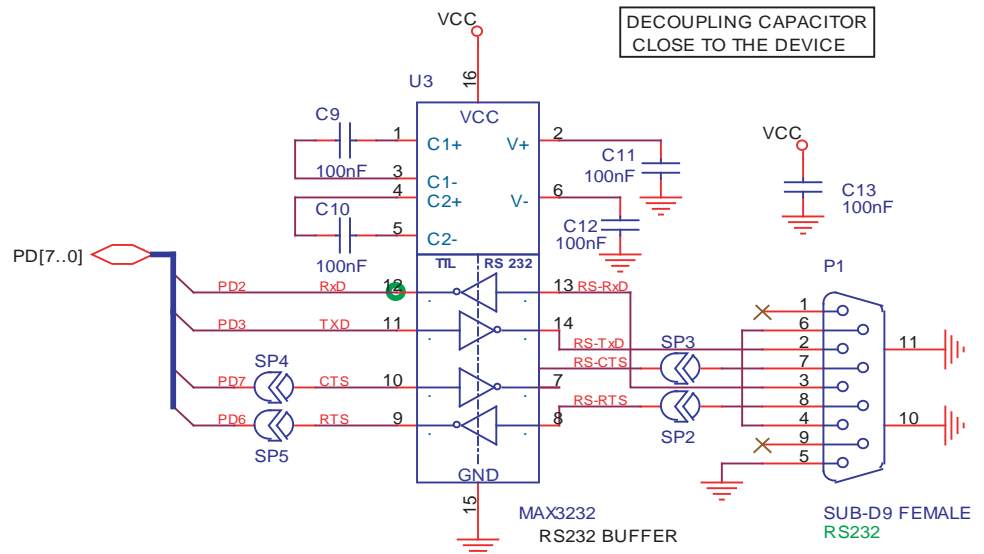 VCC
DECOUPLING CAPACITOR
CLOSE TO THE DEVICE
16
U3
VCC
C9
100nF
1
C1+
3
C1-
4
C2+
5
C2-
C10
100nF
V+
2
V-
6
C11
100nF
C12
100nF
VCC
C13
100nF
PD[7..0]
TTL
RS 232
PD2
RxD
12
13
RS-RxD
PD3
TXD
11
14
RS-TxD
SP4
PD7
CTS
10
7
RS-CTS
SP3
PD6
RTS
9
8
RS-RTS
SP5
SP2
GND
15
MAX3232
RS232 BUFFER
P1
1
6
2
7
3
8
4
9
5
11
10
SUB-D9 FEMALE
RS232